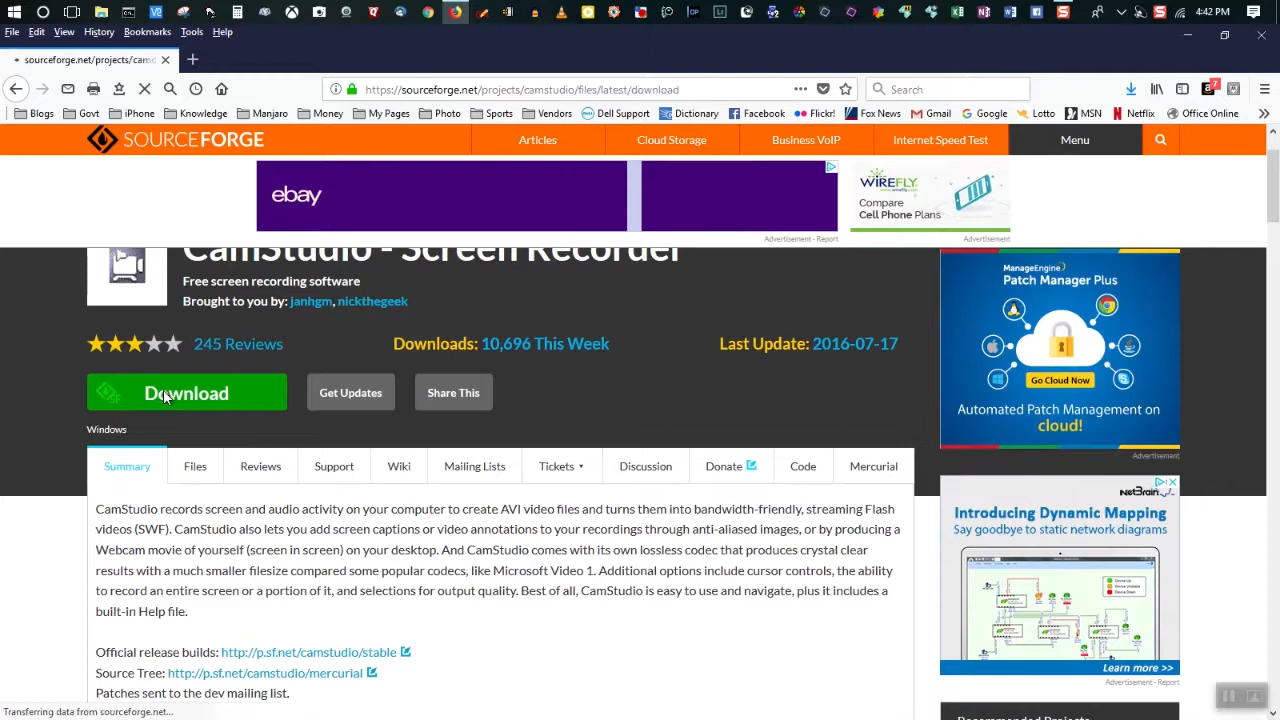 4:42 PM
File Edit View History Bookmarks Tools Help
sourceforge.net/projects/cams
https://sourceforge.net/projects/camstudio/files/latest/download
Search
7
Blogs Govt iPhone Knowledge Manjaro My Pages Photo Sports Vendors Dell Support Dictionary Facebook Flickr! Fox News Gmail Google Lotto MSN Netflix Office Online
SOURCEFORGE
Articles Cloud Storage Business VoIP Internet Speed Test Menu
ebay
WIREFLY
www.wirefly.com
Compare
Cell Phone Plans
Advertisement - Report
Advertisement
CamStudio - Screen Recorder
Free screen recording software
Brought to you by: janhgm, nickthegeek
245 Reviews
Downloads: 10,696 This Week
Last Update: 2016-07-17
SF Download
Get Updates
Share This
Windows
Summary Files Reviews Support Wiki Mailing Lists Tickets Discussion Donate Code Mercurial
CamStudio records screen and audio activity on your computer to create AVI video files and turns them into bandwidth-friendly, streaming Flash
videos (SWF). CamStudio also lets you use screen captions or video annotations to your recordings through anti-aliased images, or by producing a
Webcam movie of yourself (screen in screen) on your desktop. And CamStudio comes with its own lossless codec that produces crystal clear
results with a much smaller filesize compared some popular codecs, like Microsoft Video 1. Additional options include cursor controls, the ability
to record an entire screen or a portion of it, and selections for output quality. Best of all, CamStudio is easy to use and navigate, plus it includes a
built-in Help file.
Official release builds: http://p.sf.net/camstudio/stable
Source Tree: http://p.sf.net/camstudio/mercurial
Patches sent to the dev mailing list.
ManageEngine
Patch Manager Plus
Go Cloud Now
Automated Patch Management on
cloud!
Advertisement
NetBrain
Introducing Dynamic Mapping
Say goodbye to static network diagrams
Learn more >>
Advertisement - Report
Recommended Projects
Transferring data from sourceforge.net...